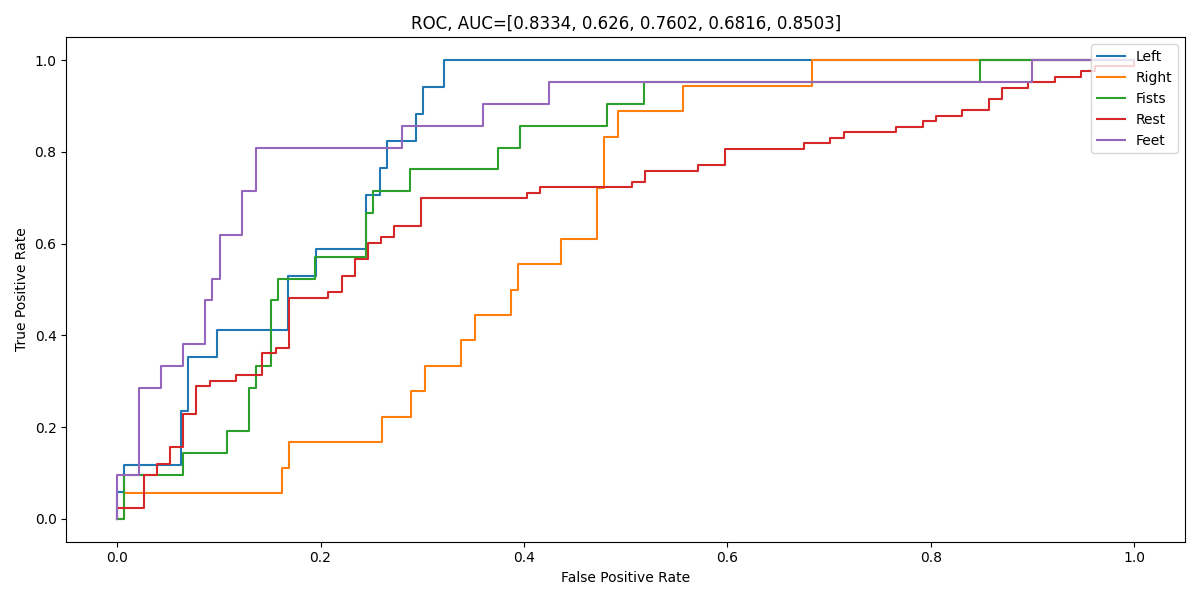 ROC, AUC=[0.8334, 0.626, 0.7602, 0.6816, 0.8503]
Left
Right
Fists
Rest
Feet
1.0
0.8
0.6
0.4
0.2
0.0
True Positive Rate
0.0 0.2 0.4 0.6 0.8 1.0
False Positive Rate